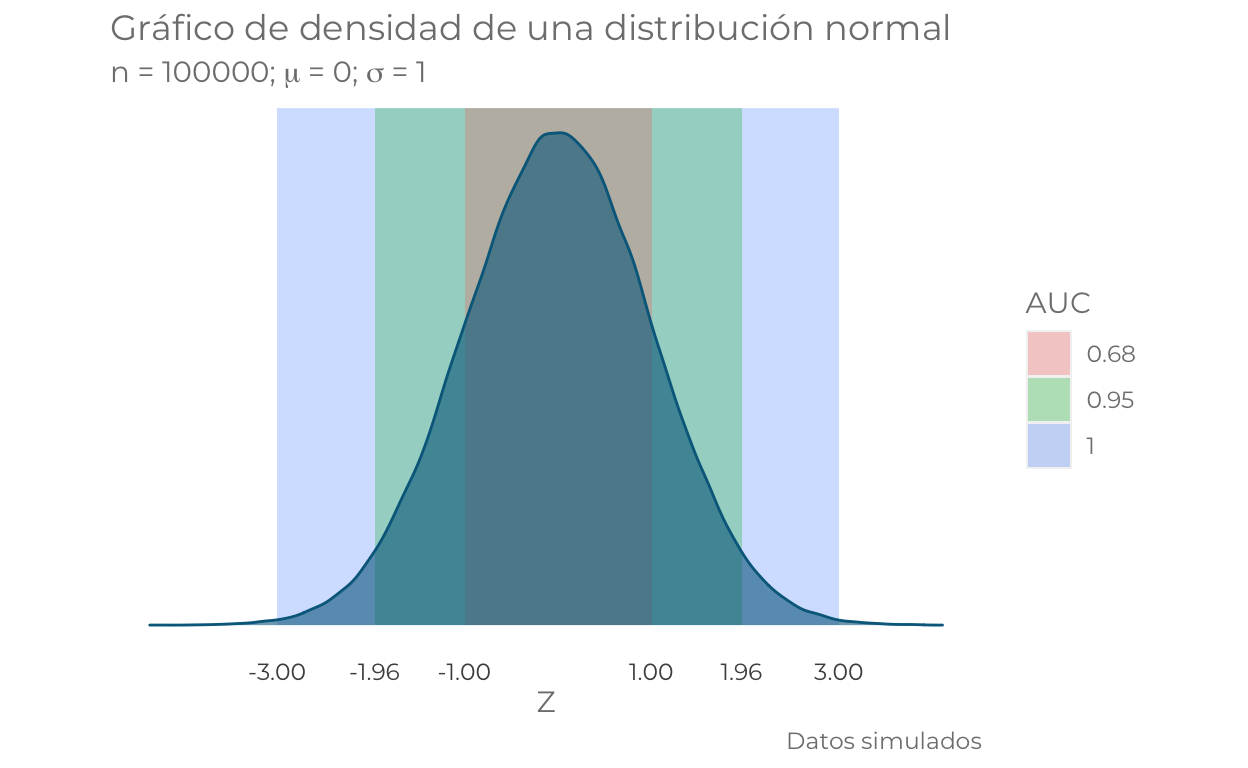 Gráfico de densidad de una distribución normal
n = 100000; μ = 0; σ = 1
AUC
0.68
0.95
1
-3.00 -1.96 -1.00 1.00 1.96 3.00
Z
Datos simulados